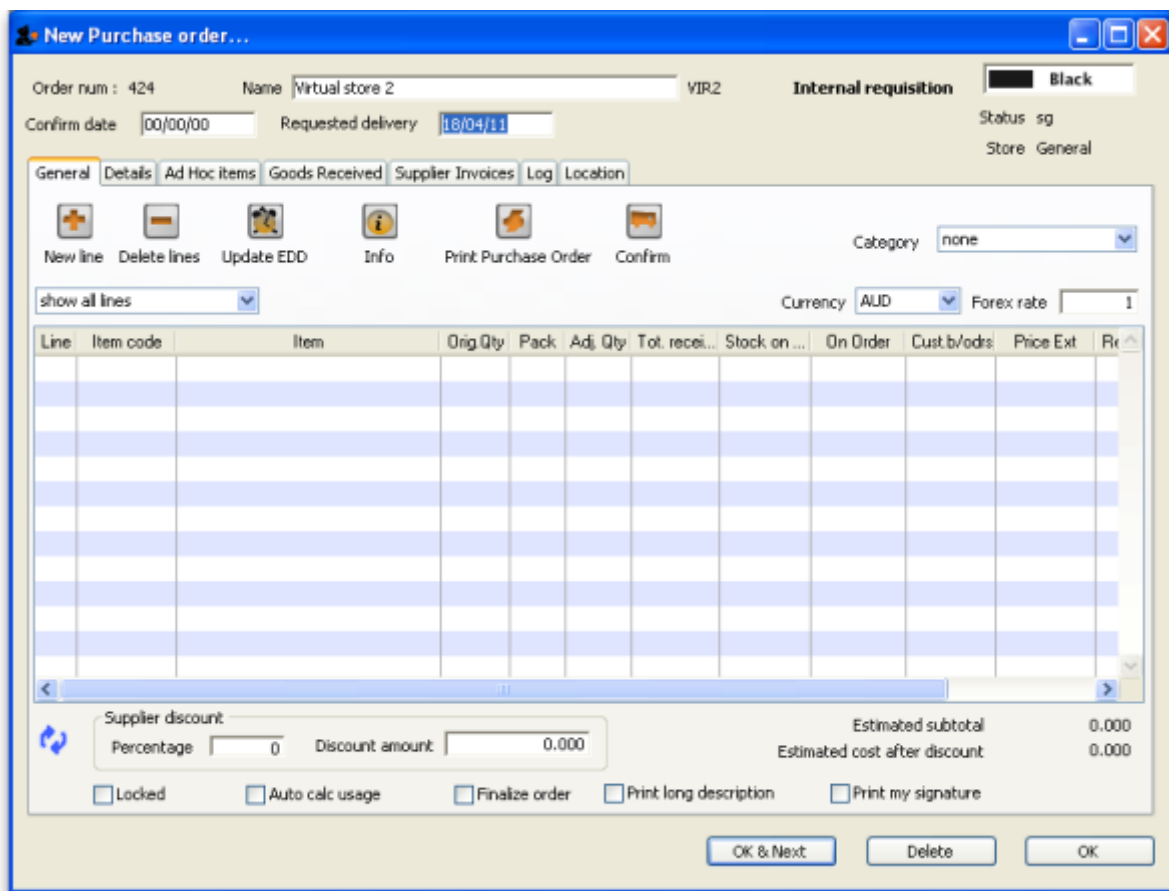 New Purchase order...
Order num : 424 Name Virtual store 2 VIR2 Internal requisition Black
Confirm date 00/00/00 Requested delivery 18/04/11 Status sg
Store General
General Details Ad Hoc items Goods Received Supplier Invoices Log Location
New line Delete lines Update EDD Info Print Purchase Order Confirm Category none
show all lines Currency AUD Forex rate 1
Line Item code Item Orig.Qty Pack Adj. Qty Tot. recei... Stock on ... On Order Cust.b/odrs Price Ext Re
Supplier discount Estimated subtotal 0.000
Percentage 0 Discount amount 0.000 Estimated cost after discount 0.000
Locked Auto calc usage Finalize order Print long description Print my signature
OK & Next Delete OK